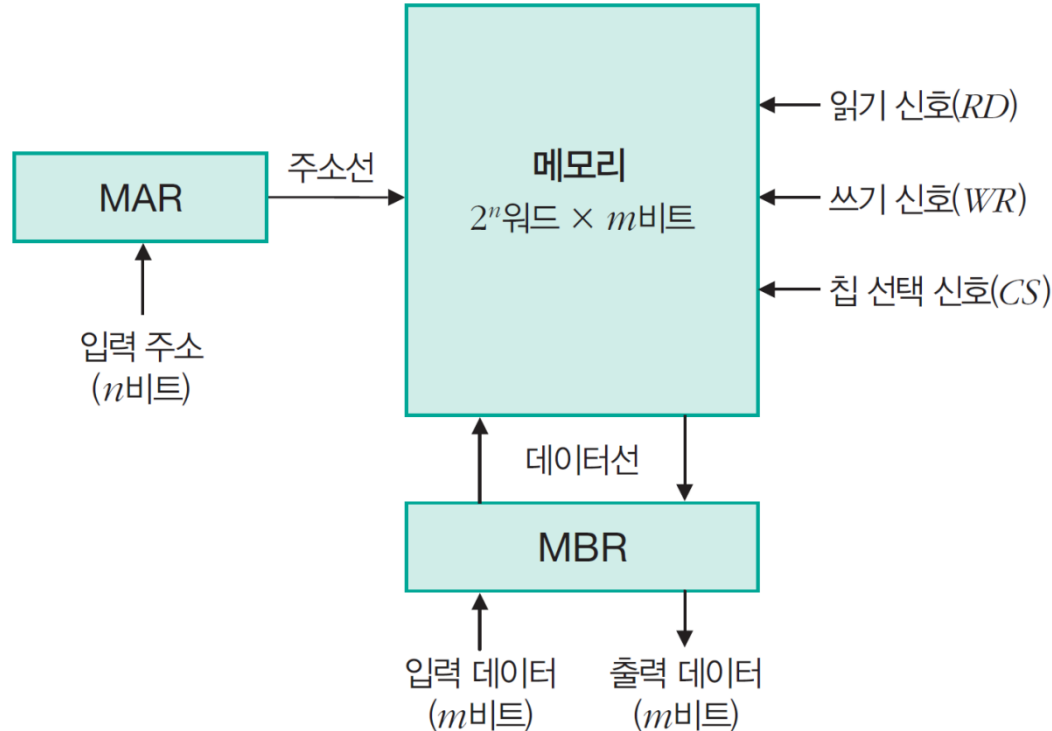 메모리
2ⁿ워드 × m비트
읽기 신호(RD)
쓰기 신호(WR)
칩 선택 신호(CS)
MAR
주소선
입력 주소
(n비트)
데이터선
MBR
입력 데이터
(m비트)
출력 데이터
(m비트)